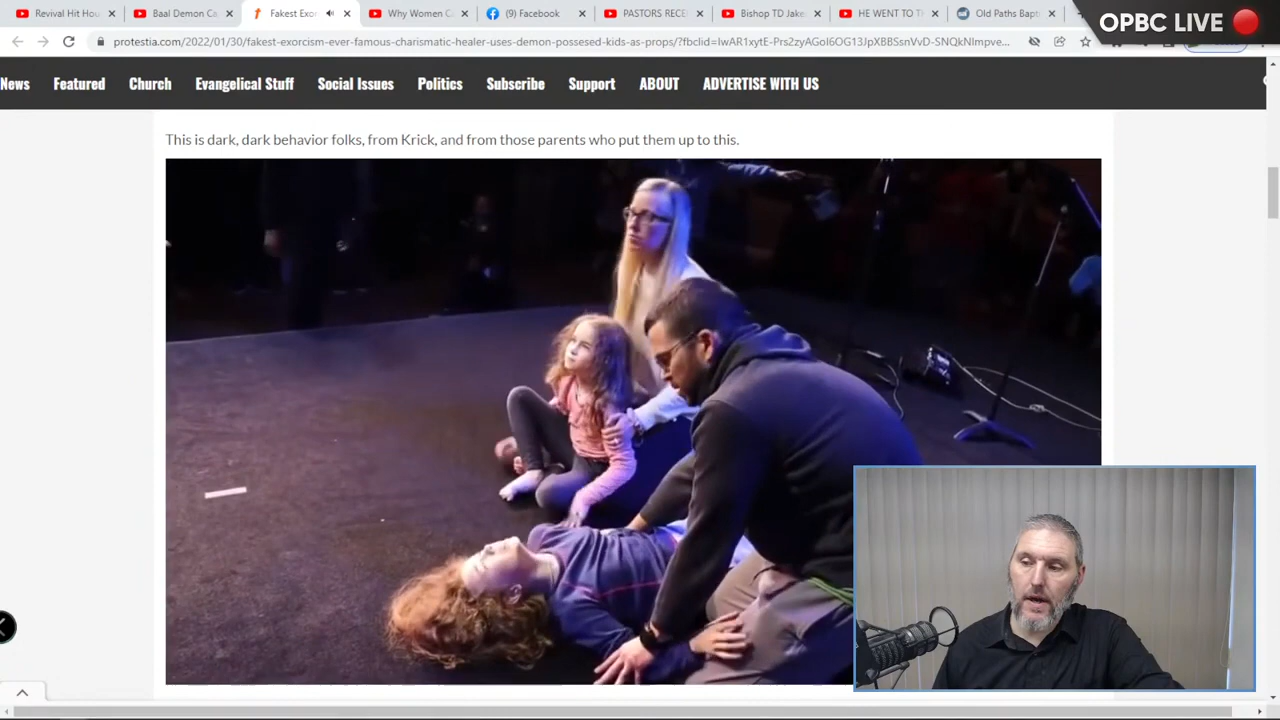 Revival Hit Hou
Baal Demon Ca
Fakest Exor
Why Women C
(9) Facebook
PASTORS RECE
Bishop TD Jake
HE WENT TO T
Old Paths Bapt
OPBC LIVE
protestia.com/2022/01/30/fakest-exorcism-ever-famous-charismatic-healer-uses-demon-possesed-kids-as-props/?fbclid=IwAR1xytE-Prs2zyAGoI6OG13JpXBBSsnVvD-SNQkNImpve...
News
Featured
Church
Evangelical Stuff
Social Issues
Politics
Subscribe
Support
ABOUT
ADVERTISE WITH US
This is dark, dark behavior folks, from Krick, and from those parents who put them up to this.